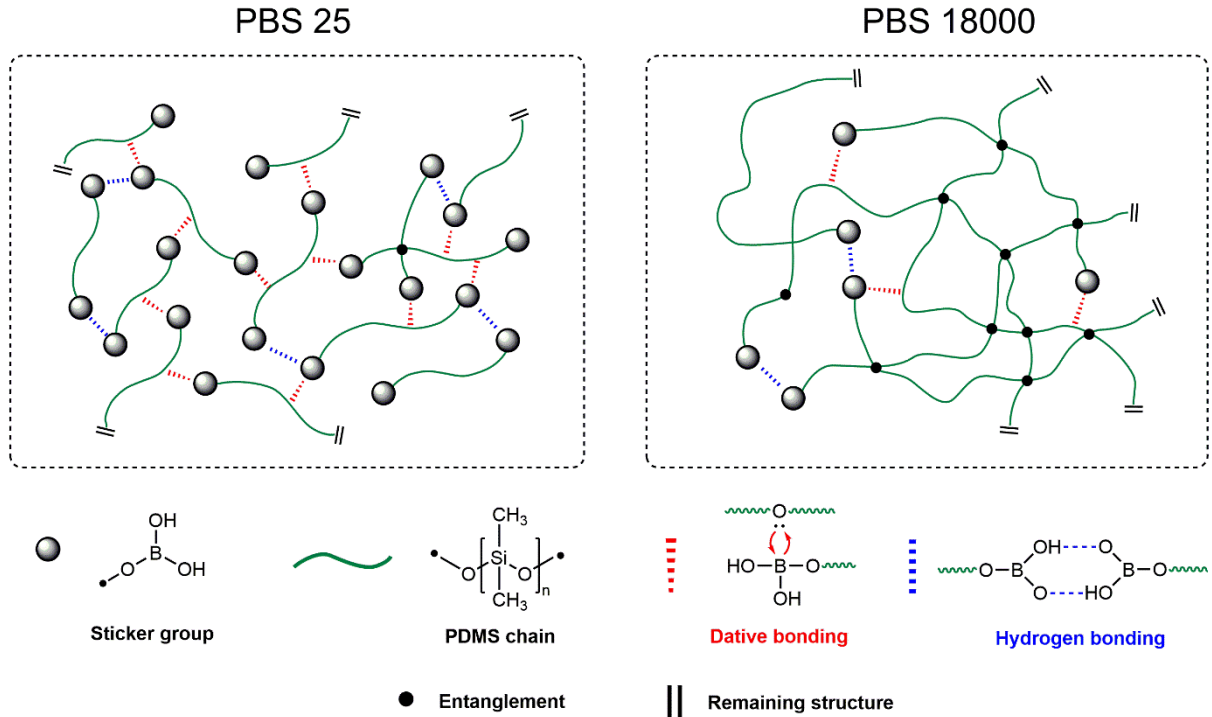 PBS 25
PBS 18000
OH
B
O
OH
CH3
Si
O
O
n
CH3
O
HO
B
O
OH
OH
O
O
B
B
O
O
HO
Sticker group
PDMS chain
Dative bonding
Hydrogen bonding
Entanglement
Remaining structure